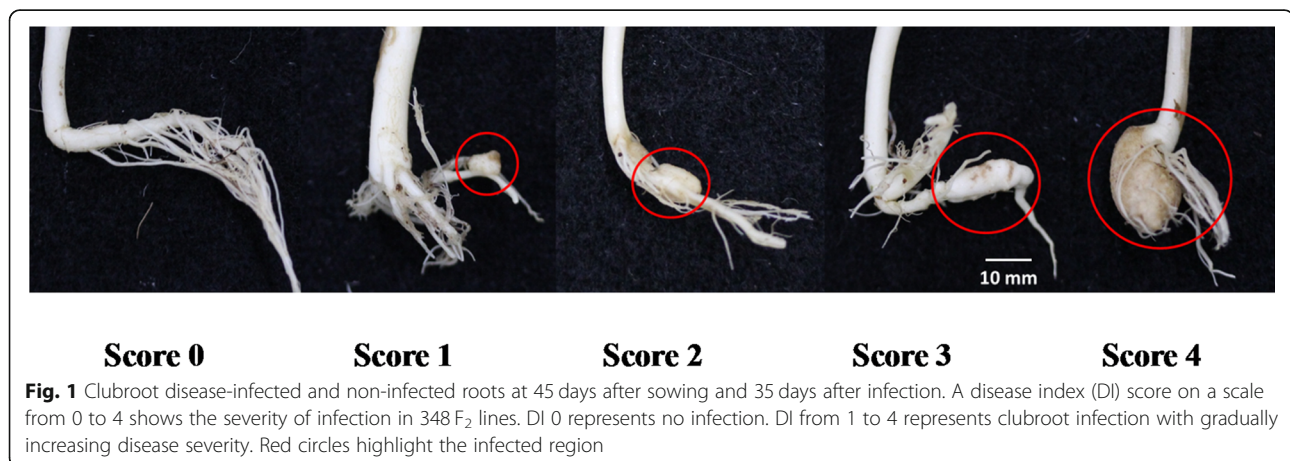 10 mm
Score 0 Score 1 Score 2 Score 3 Score 4
Fig. 1 Clubroot disease-infected and non-infected roots at 45 days after sowing and 35 days after infection. A disease index (DI) score on a scale
from 0 to 4 shows the severity of infection in 348 F₂ lines. DI 0 represents no infection. DI from 1 to 4 represents clubroot infection with gradually
increasing disease severity. Red circles highlight the infected region